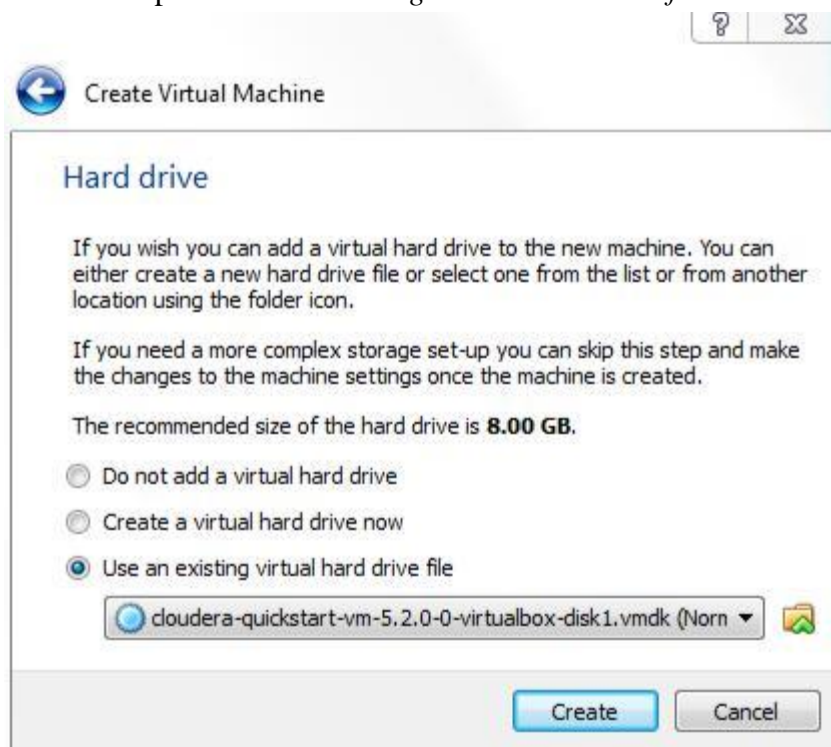 ?
Create Virtual Machine
Hard drive
If you wish you can add a virtual hard drive to the new machine. You can
either create a new hard drive file or select one from the list or from another
location using the folder icon.
If you need a more complex storage set-up you can skip this step and make
the changes to the machine settings once the machine is created.
The recommended size of the hard drive is 8.00 GB.
Do not add a virtual hard drive
Create a virtual hard drive now
Use an existing virtual hard drive file
cloudera-quickstart-vm-5.2.0-0-virtualbox-disk1.vmdk (Norn
Create Cancel